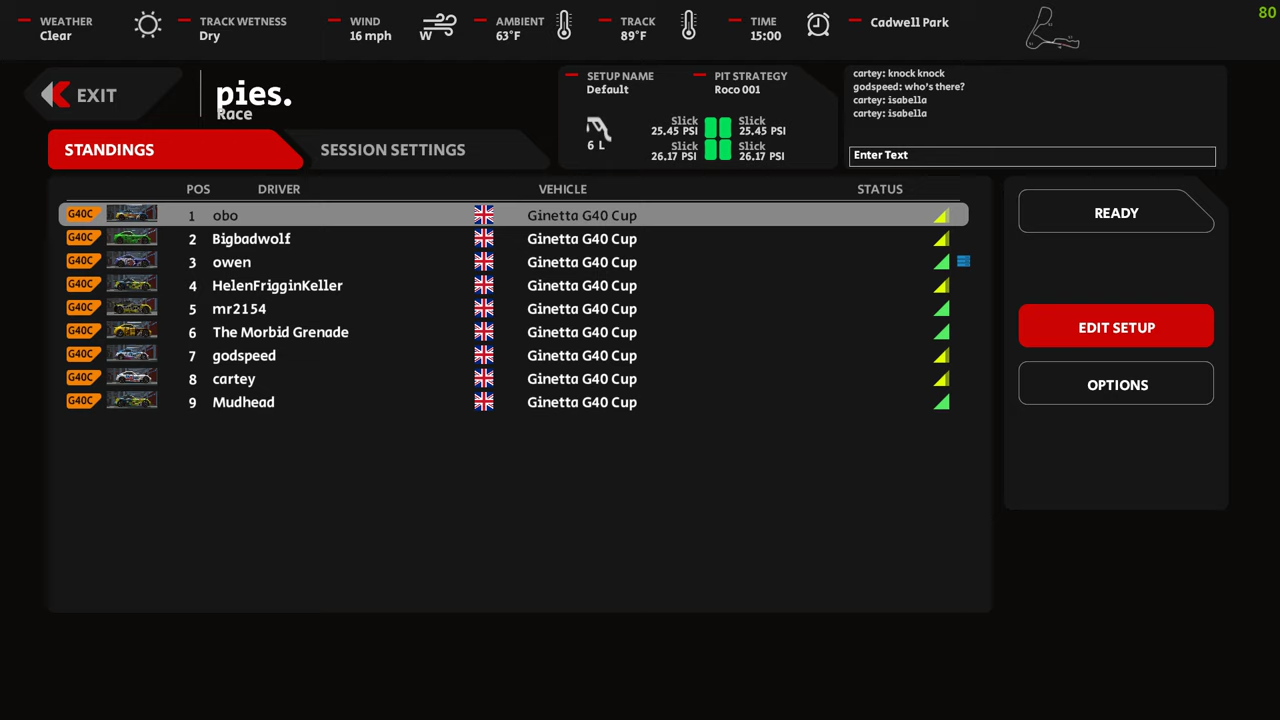 80
WEATHER
Clear
TRACK WETNESS
Dry
WIND
16 mph
W
AMBIENT
63°F
TRACK
89°F
TIME
15:00
Cadwell Park
EXIT
pies.
Race
SETUP NAME
Default
PIT STRATEGY
Roco 001
6 L
Slick
25.45 PSI
Slick
25.45 PSI
Slick
26.17 PSI
Slick
26.17 PSI
cartey: knock knock
godspeed: who's there?
cartey: isabella
cartey: isabella
Enter Text
STANDINGS
SESSION SETTINGS
POS DRIVER VEHICLE STATUS
G40C 1 obo Ginetta G40 Cup
G40C 2 Bigbadwolf Ginetta G40 Cup
G40C 3 owen Ginetta G40 Cup
G40C 4 HelenFrigginKeller Ginetta G40 Cup
G40C 5 mr2154 Ginetta G40 Cup
G40C 6 The Morbid Grenade Ginetta G40 Cup
G40C 7 godspeed Ginetta G40 Cup
G40C 8 cartey Ginetta G40 Cup
G40C 9 Mudhead Ginetta G40 Cup
READY
EDIT SETUP
OPTIONS